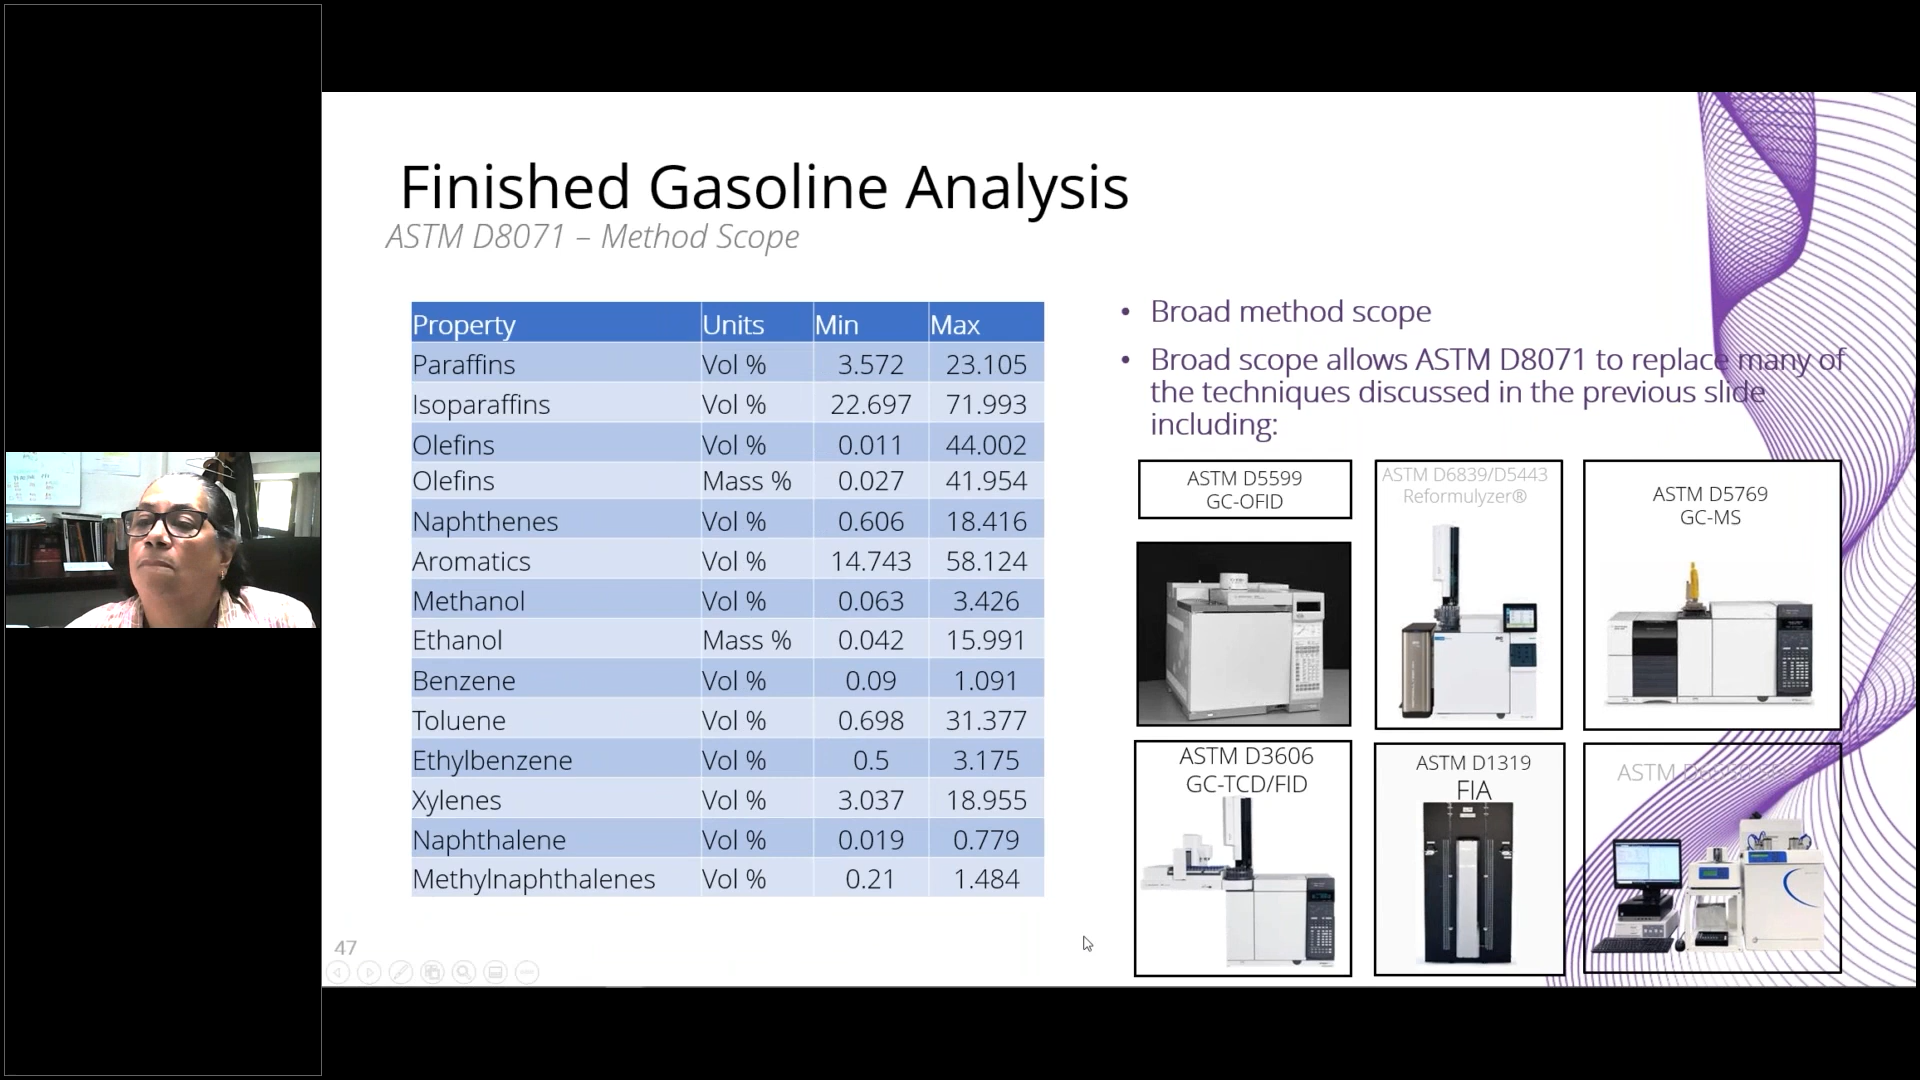 Finished Gasoline Analysis
ASTM D8071 – Method Scope
Property Units Min Max
Paraffins Vol % 3.572 23.105
Isoparaffins Vol % 22.697 71.993
Olefins Vol % 0.011 44.002
Olefins Mass % 0.027 41.954
Naphthenes Vol % 0.606 18.416
Aromatics Vol % 14.743 58.124
Methanol Vol % 0.063 3.426
Ethanol Mass % 0.042 15.991
Benzene Vol % 0.09 1.091
Toluene Vol % 0.698 31.377
Ethylbenzene Vol % 0.5 3.175
Xylenes Vol % 3.037 18.955
Naphthalene Vol % 0.019 0.779
Methylnaphthalenes Vol % 0.21 1.484
• Broad method scope
• Broad scope allows ASTM D8071 to replace many of
the techniques discussed in the previous slide
including:
ASTM D5599
GC-OFID
ASTM D6839/D5443
Reformulyzer®
ASTM D5769
GC-MS
ASTM D3606
GC-TCD/FID
ASTM D1319
FIA
ASTM
47